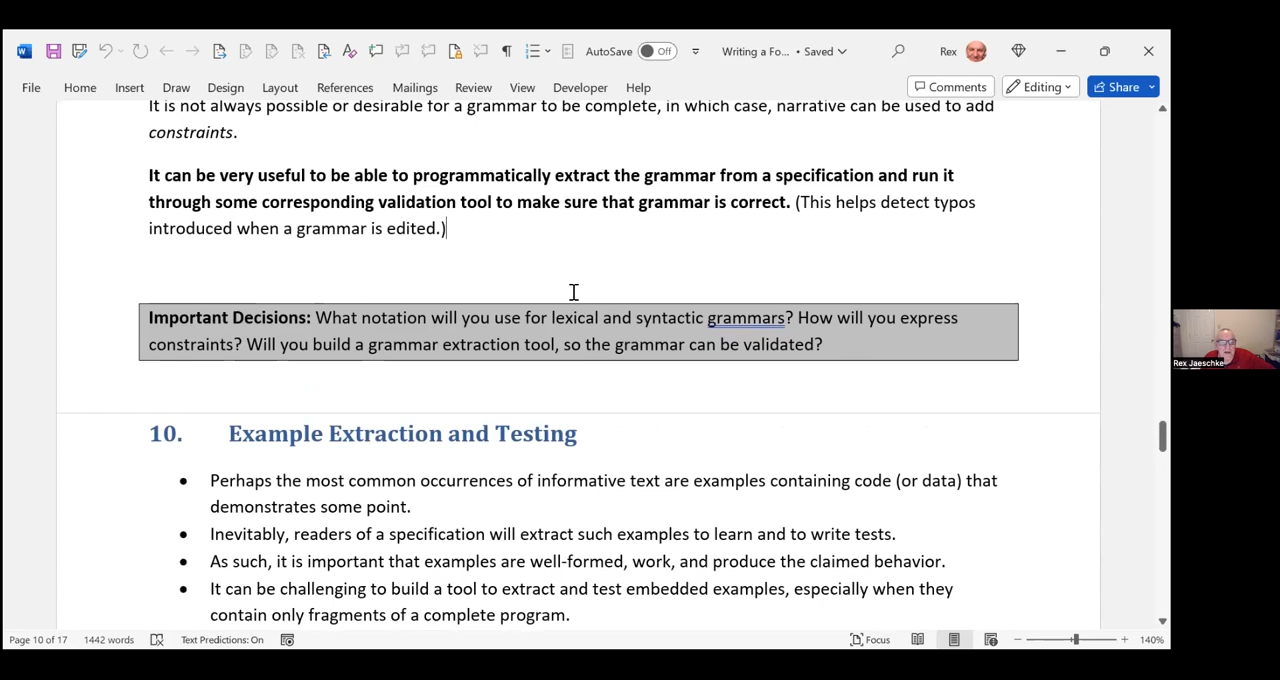 AutoSave Off Writing a Fo... • Saved Rex
File Home Insert Draw Design Layout References Mailings Review View Developer Help Comments Editing Share
It is not always possible or desirable for a grammar to be complete, in which case, narrative can be used to add
constraints.
It can be very useful to be able to programmatically extract the grammar from a specification and run it
through some corresponding validation tool to make sure that grammar is correct. (This helps detect typos
introduced when a grammar is edited.)
Important Decisions: What notation will you use for lexical and syntactic grammars? How will you express
constraints? Will you build a grammar extraction tool, so the grammar can be validated?
10. Example Extraction and Testing
• Perhaps the most common occurrences of informative text are examples containing code (or data) that
demonstrates some point.
• Inevitably, readers of a specification will extract such examples to learn and to write tests.
• As such, it is important that examples are well-formed, work, and produce the claimed behavior.
• It can be challenging to build a tool to extract and test embedded examples, especially when they
contain only fragments of a complete program.
Page 10 of 17 1442 words Text Predictions: On Focus 140%
Rex Jaeschke